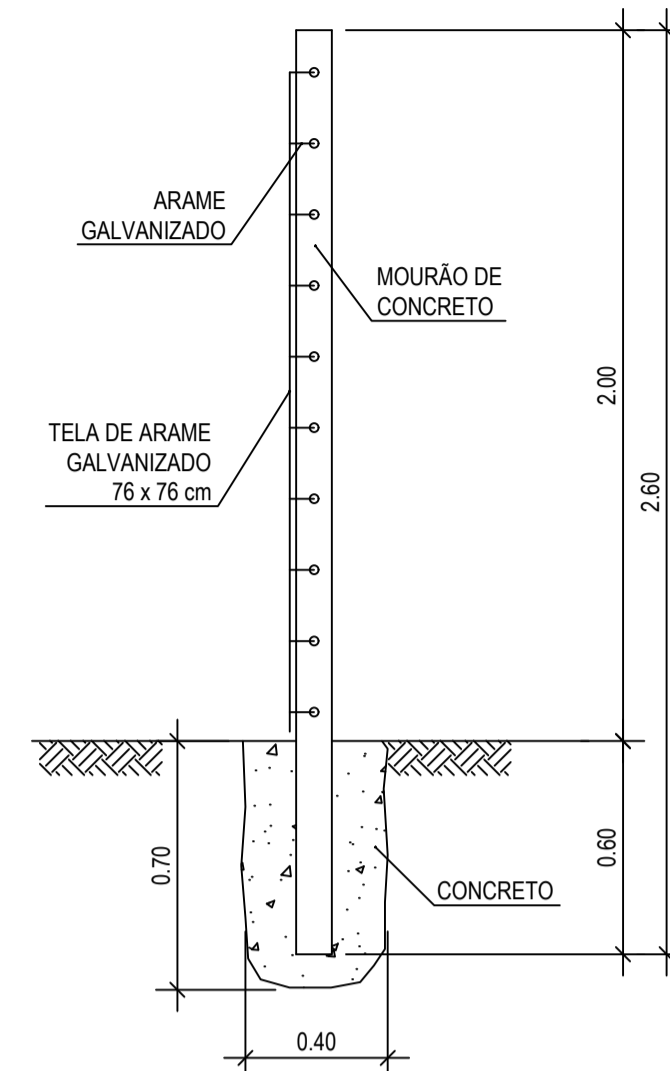 ARAME
GALVANIZADO
MOURÃO DE
CONCRETO
2.00
TELA DE ARAME
GALVANIZADO
76 x 76 cm
2.60
0.70
0.60
CONCRETO
0.40